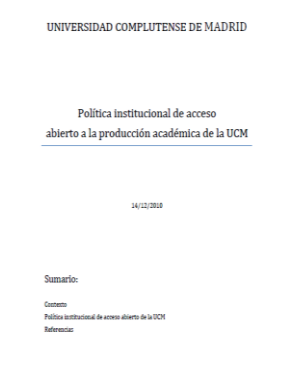 UNIVERSIDAD COMPLUTENSE DE MADRID
Política institucional de acceso
abierto a la producción académica de la UCM
14/12/2010
Sumario:
Contexto
Política institucional de acceso abierto de la UCM
Referencias